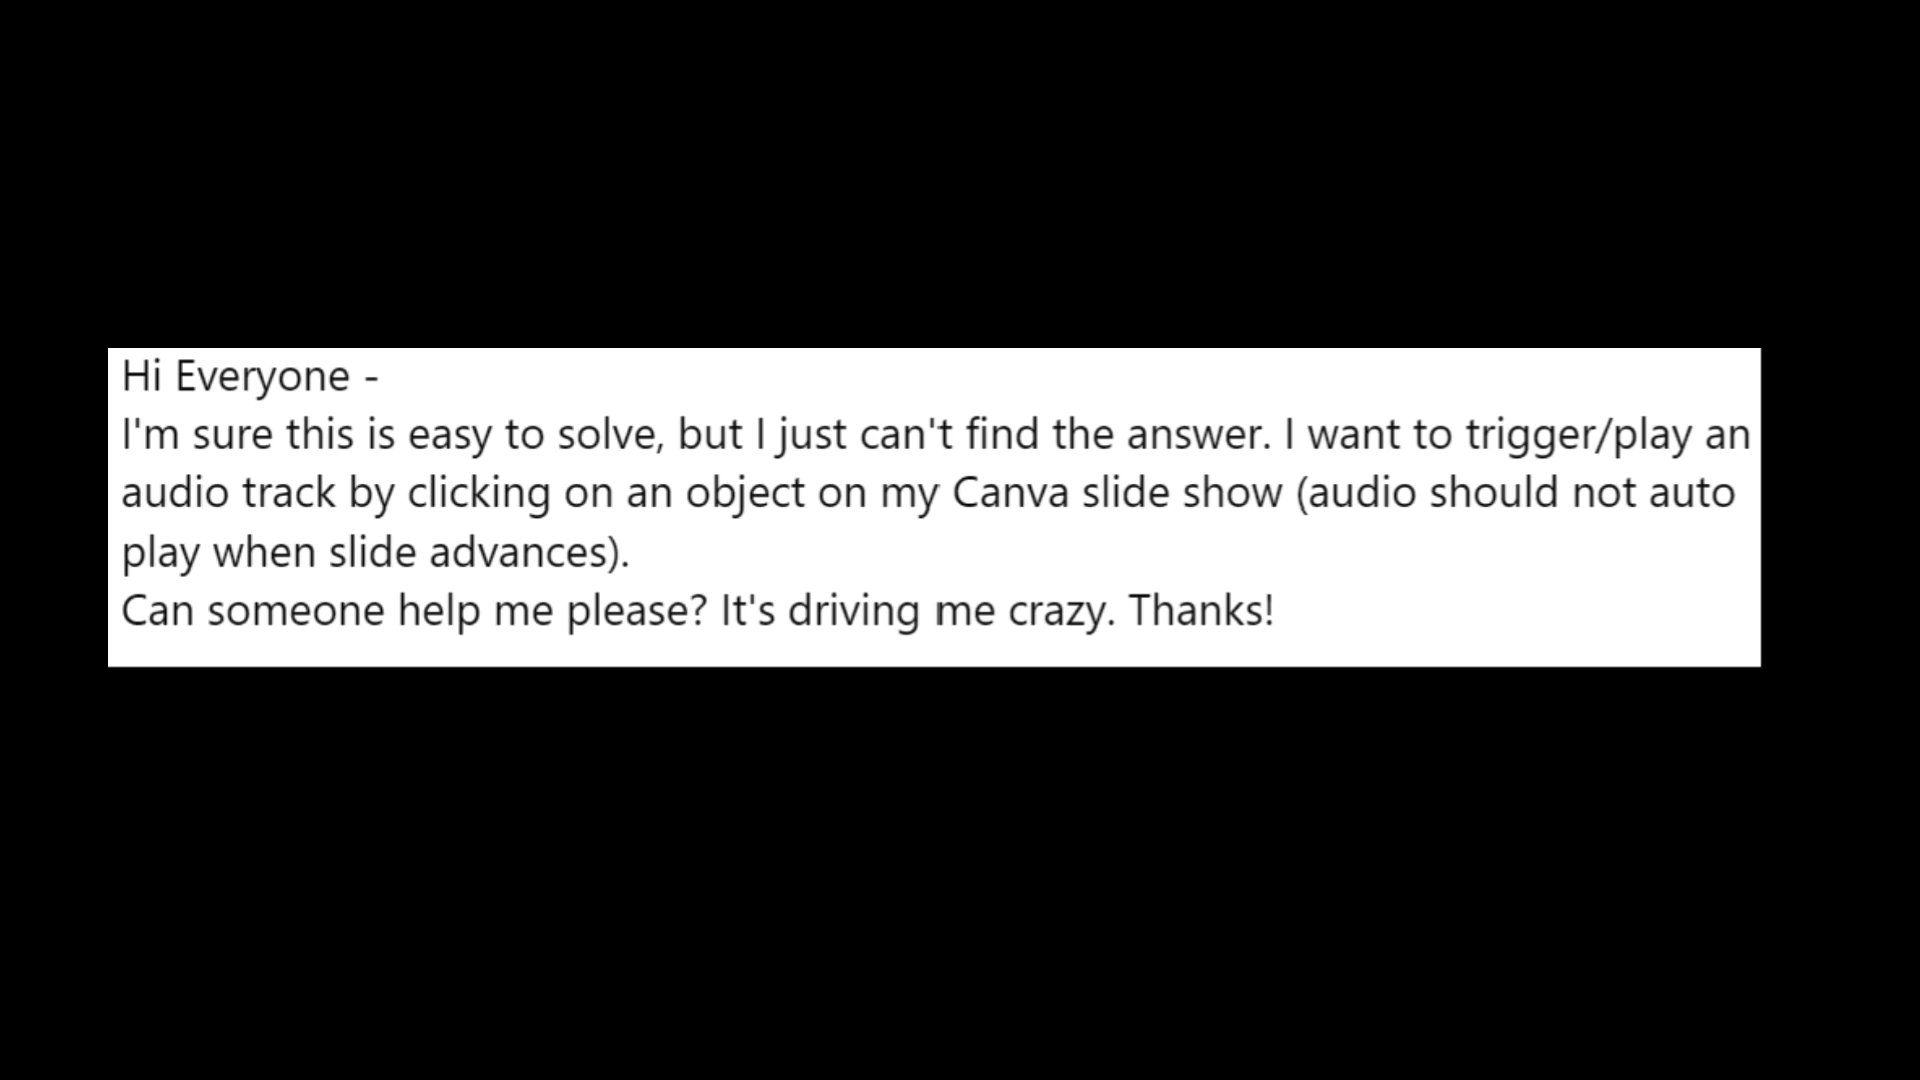 Hi Everyone -
I'm sure this is easy to solve, but I just can't find the answer. I want to trigger/play an
audio track by clicking on an object on my Canva slide show (audio should not auto
play when slide advances).
Can someone help me please? It's driving me crazy. Thanks!